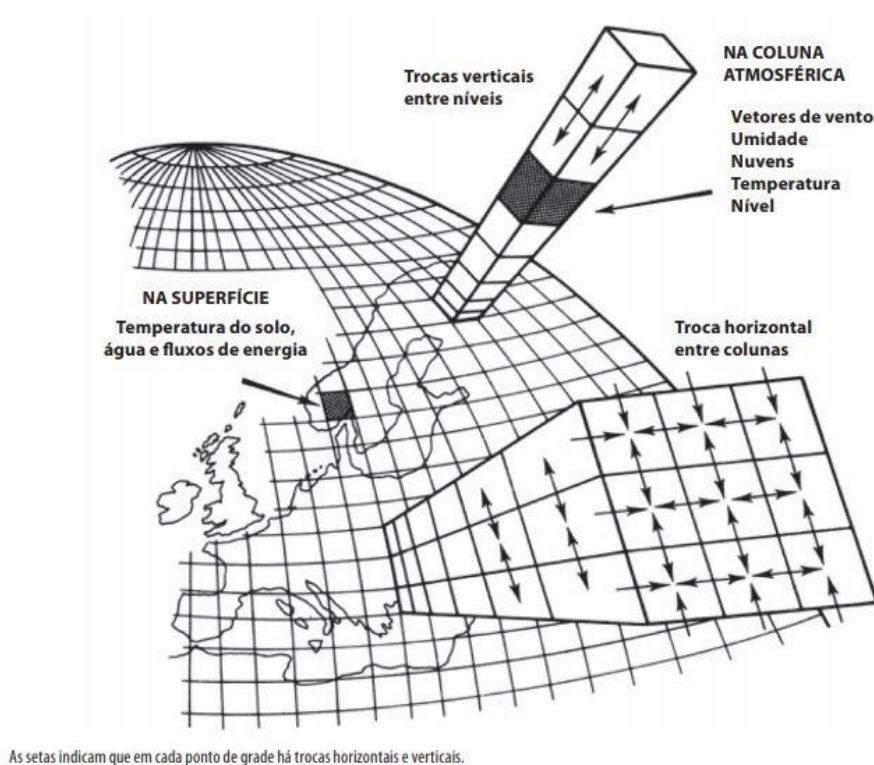 Trocas verticais
entre níveis
NA COLUNA
ATMOSFÉRICA
Vetores de vento
Umidade
Nuvens
Temperatura
Nível
NA SUPERFÍCIE
Temperatura do solo,
água e fluxos de energia
Troca horizontal
entre colunas
As setas indicam que em cada ponto de grade há trocas horizontais e verticais.